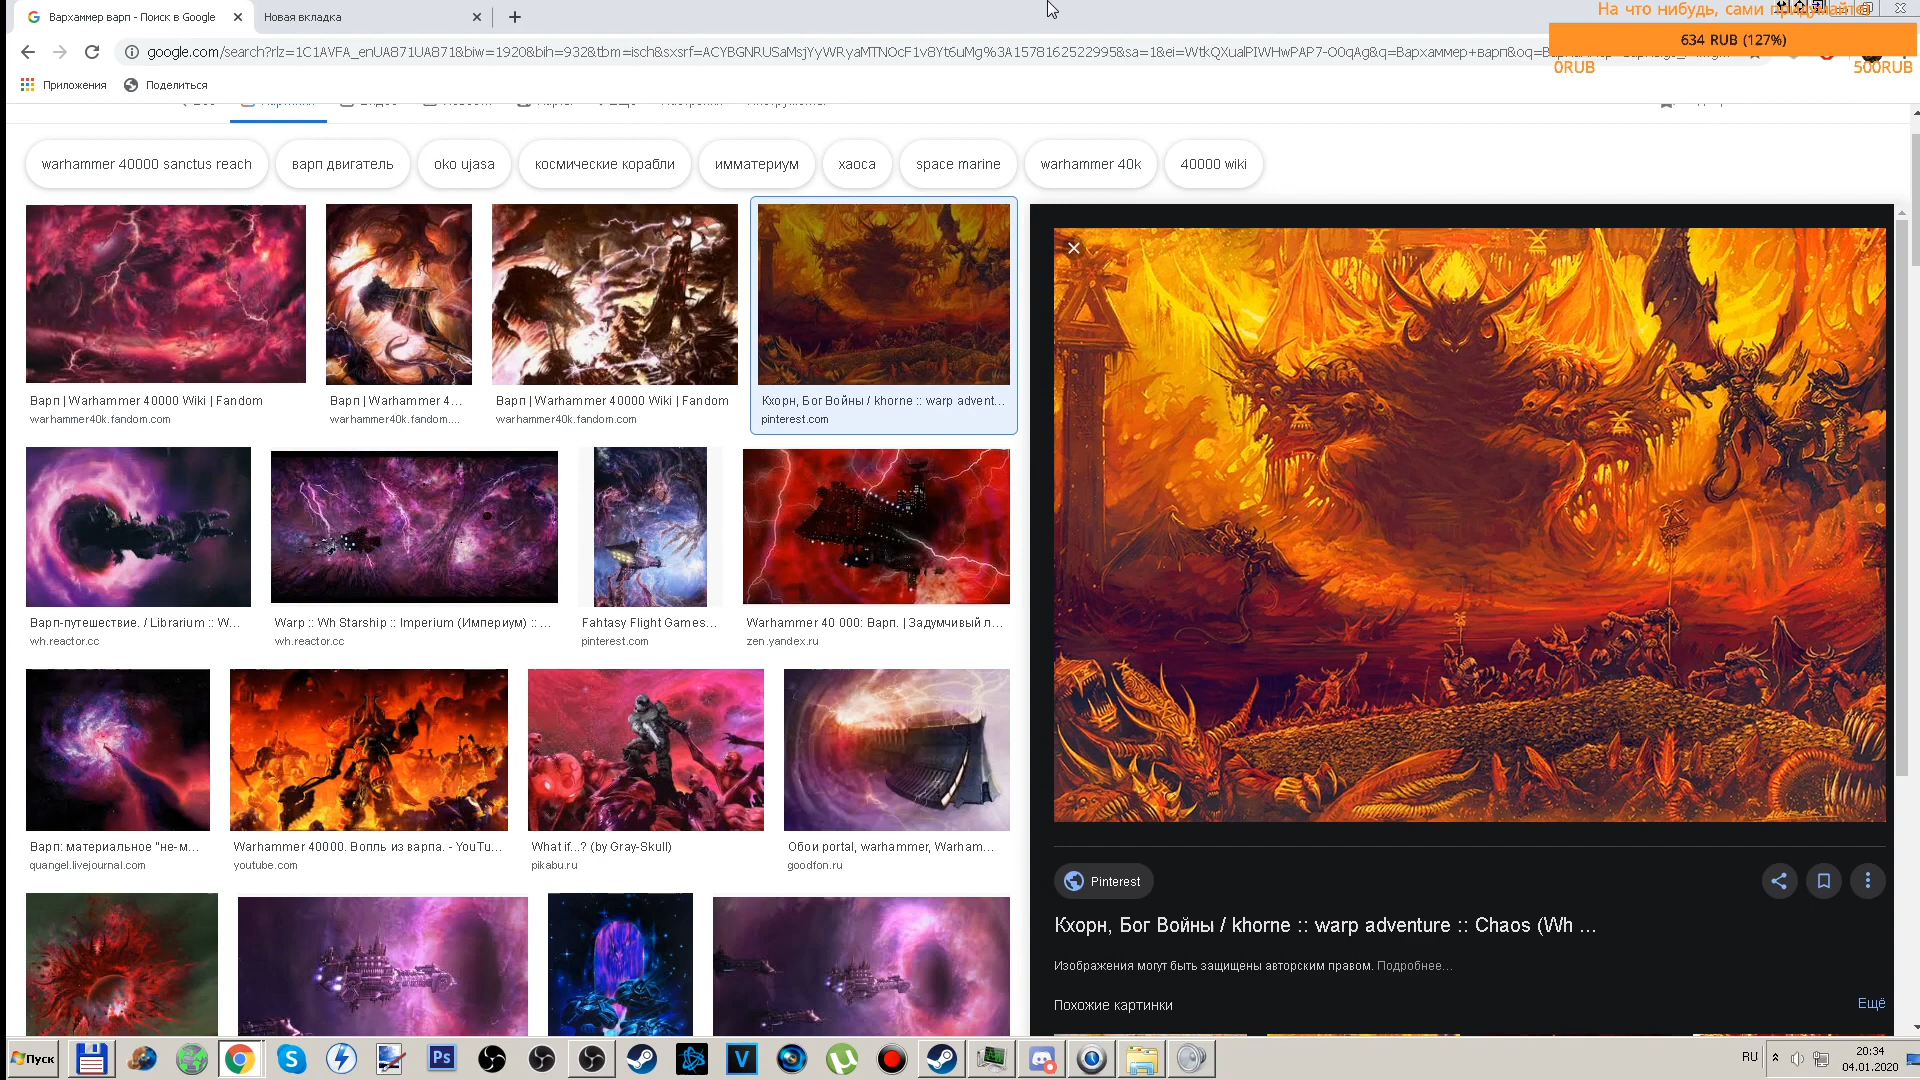 Вархаммер варп - Поиск в Google
Новая вкладка
На что нибудь, сами придумайте!
634 RUB (127%)
0RUB
500RUB
Приложения
Поделиться
warhammer 40000 sanctus reach
варп двигатель
oko ujasa
космические корабли
имматериум
хаоса
space marine
warhammer 40k
40000 wiki
Варп | Warhammer 40000 Wiki | Fandom
warhammer40k.fandom.com
Варп | Warhammer 4...
warhammer40k.fandom....
Варп | Warhammer 40000 Wiki | Fandom
warhammer40k.fandom.com
Кхорн, Бог Войны / khorne :: warp advent...
pinterest.com
Варп-путешествие. / Librarium :: W...
wh.reactor.cc
Warp :: Wh Starship :: Imperium (Империум) :: ...
wh.reactor.cc
Fantasy Flight Games...
pinterest.com
Warhammer 40 000: Варп. | Задумчивый л...
zen.yandex.ru
Варп: материальное "не-м...
quangel.livejournal.com
Warhammer 40000. Вопль из варпа. - YouTu...
youtube.com
What if...? (by Gray-Skull)
pikabu.ru
Обои portal, warhammer, Warham...
goodfon.ru
Pinterest
Кхорн, Бог Войны / khorne :: warp adventure :: Chaos (Wh ...
Изображения могут быть защищены авторским правом. Подробнее...
Похожие картинки
Ещё
Пуск
Ps
V
RU
20:34
04.01.2020